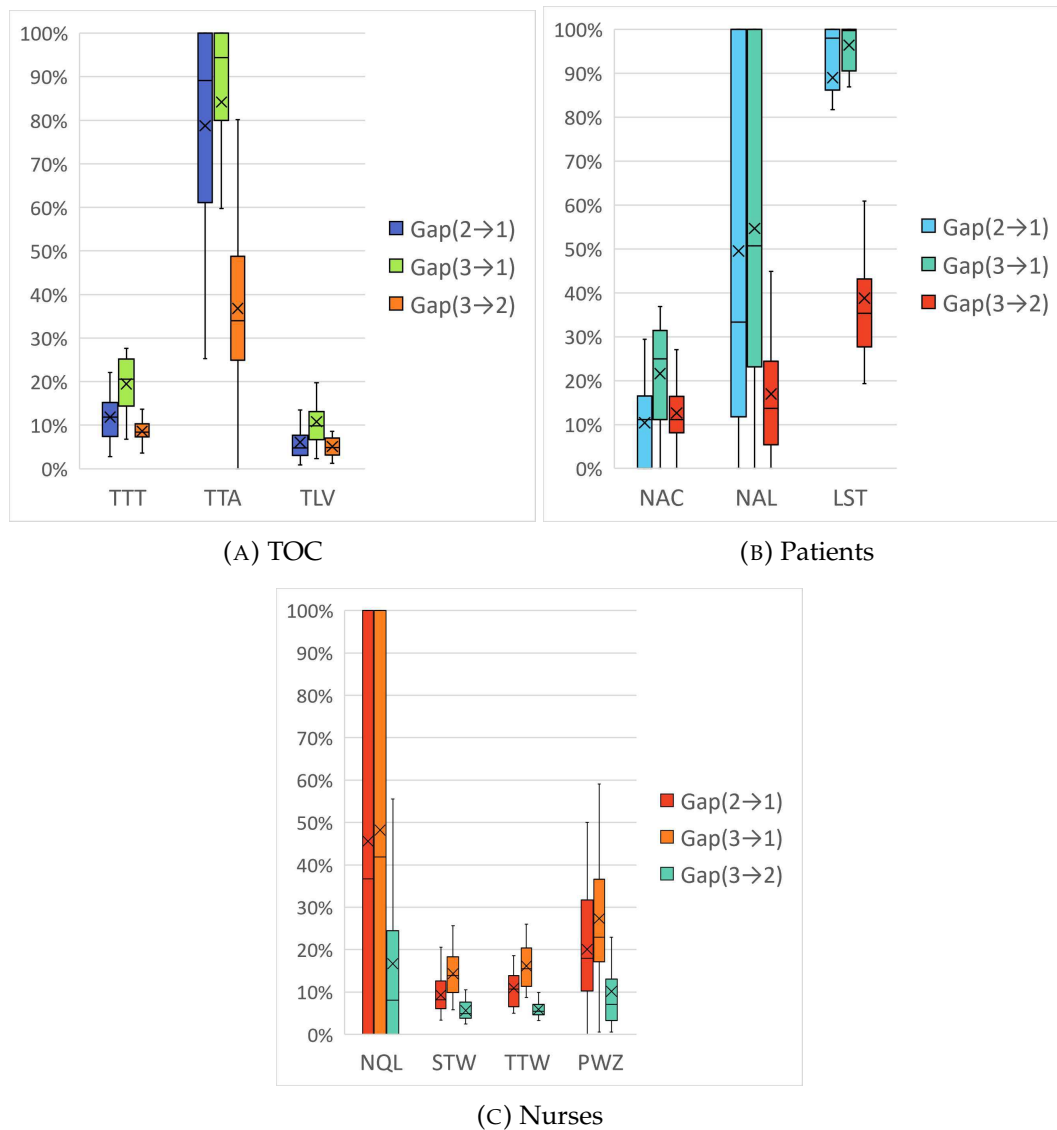 100%
90%
80%
70%
60%
50%
40%
30%
20%
10%
0%
TTT TTA TLV
Gap(2→1)
Gap(3→1)
Gap(3→2)
(A) TOC
100%
90%
80%
70%
60%
50%
40%
30%
20%
10%
0%
NAC NAL LST
Gap(2→1)
Gap(3→1)
Gap(3→2)
(B) Patients
100%
90%
80%
70%
60%
50%
40%
30%
20%
10%
0%
NQL STW TTW PWZ
Gap(2→1)
Gap(3→1)
Gap(3→2)
(C) Nurses